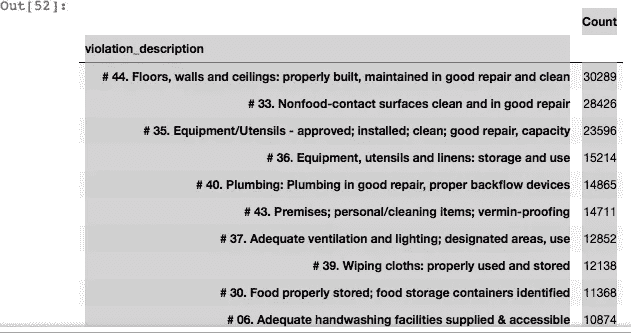 Out[52]:
Count
violation_description
# 44. Floors, walls and ceilings: properly built, maintained in good repair and clean 30289
# 33. Nonfood-contact surfaces clean and in good repair 28426
# 35. Equipment/Utensils - approved; installed; clean; good repair, capacity 23596
# 36. Equipment, utensils and linens: storage and use 15214
# 40. Plumbing: Plumbing in good repair, proper backflow devices 14865
# 43. Premises; personal/cleaning items; vermin-proofing 14711
# 37. Adequate ventilation and lighting; designated areas, use 12852
# 39. Wiping cloths: properly used and stored 12138
# 30. Food properly stored; food storage containers identified 11368
# 06. Adequate handwashing facilities supplied & accessible 10874